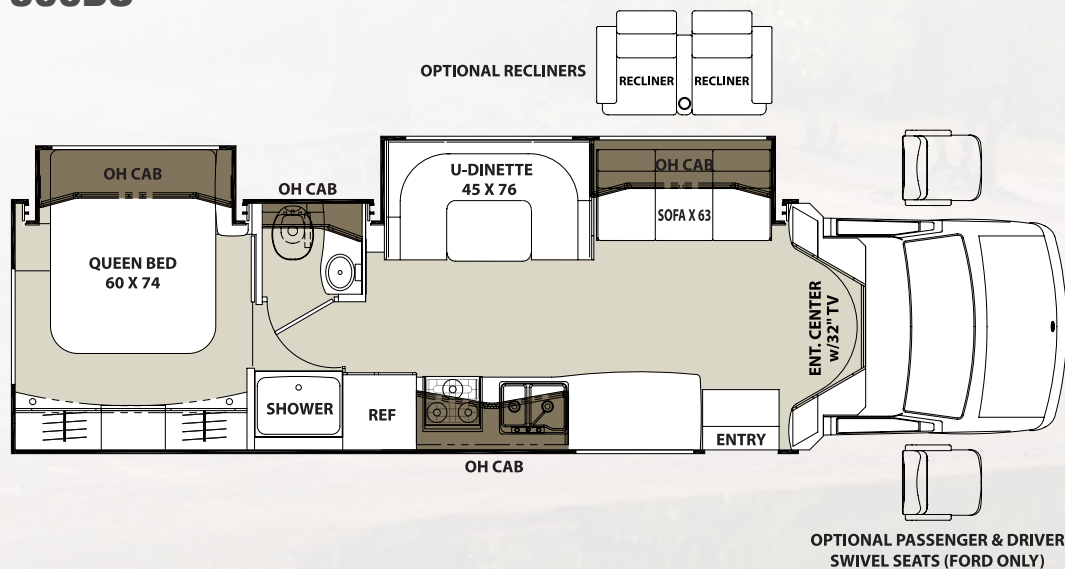 OPTIONAL RECLINERS
RECLINER
RECLINER
OH CAB
OH CAB
U-DINETTE
45 X 76
OH CAB
SOFA X 63
QUEEN BED
60 X 74
ENT. CENTER
w/32" TV
SHOWER
REF
ENTRY
OH CAB
OPTIONAL PASSENGER & DRIVER
SWIVEL SEATS (FORD ONLY)